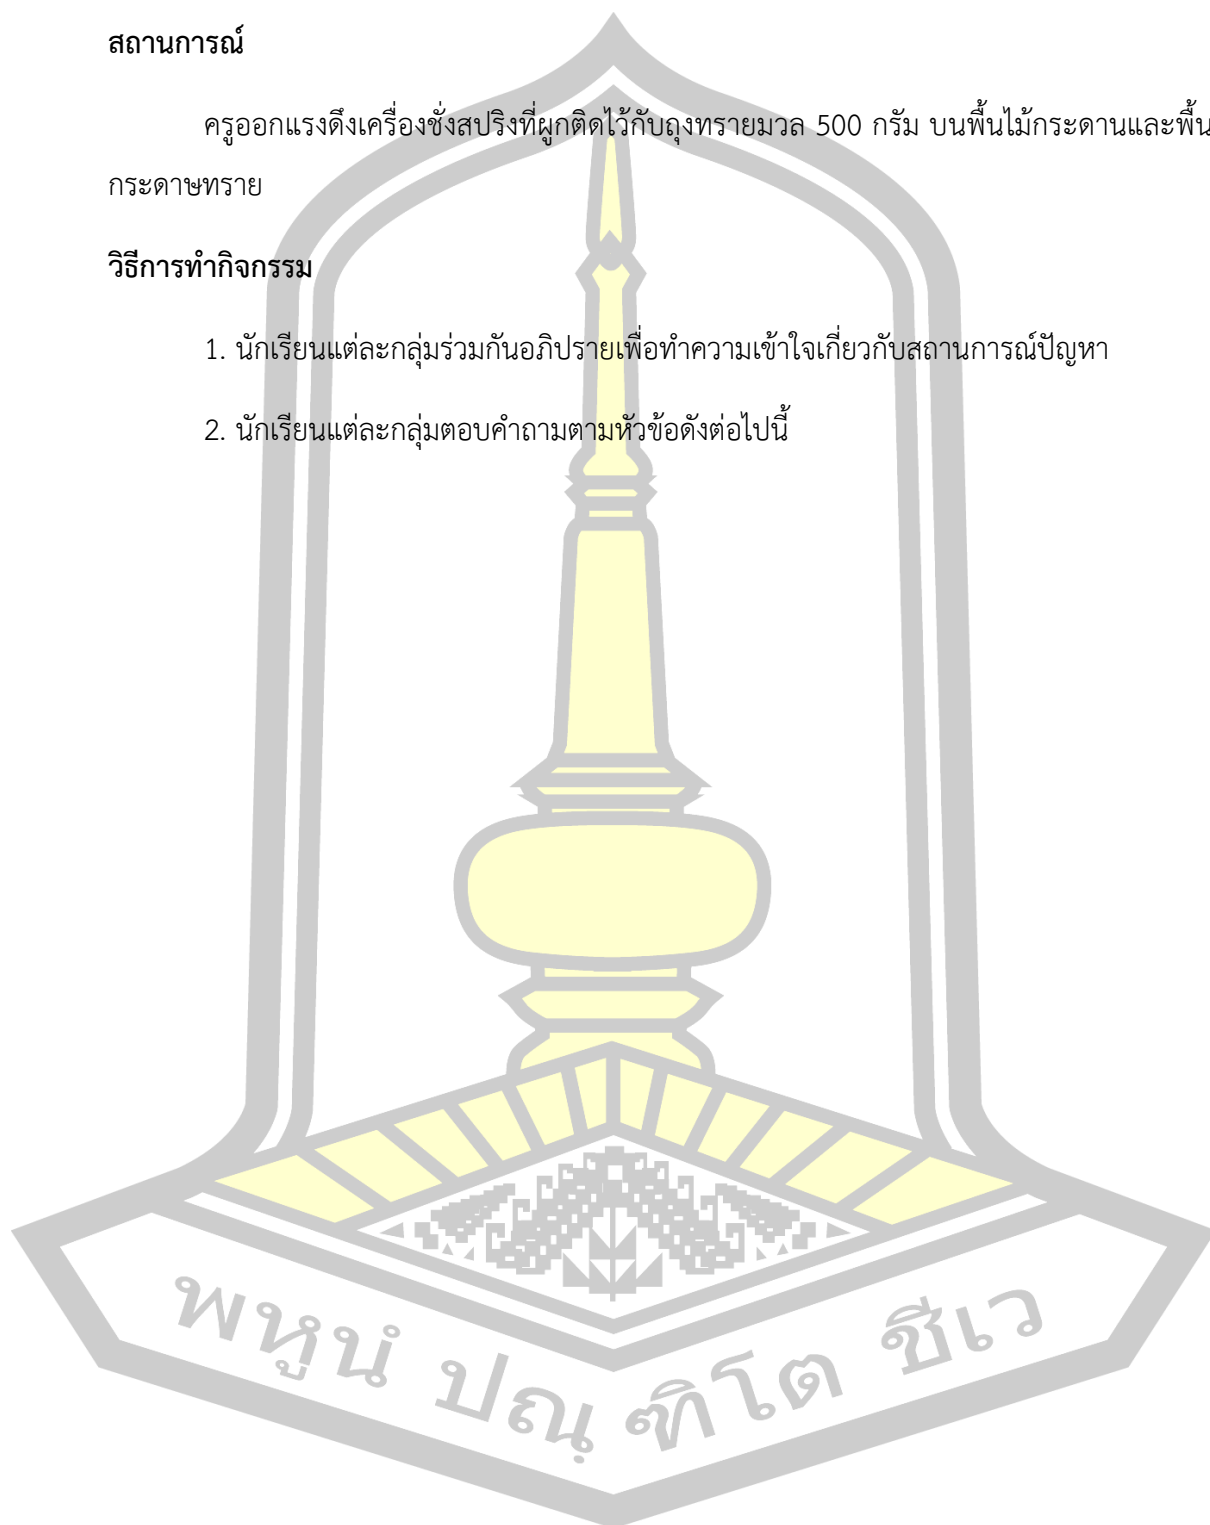 สถานการณ์
ครูออกแรงดึงเครื่องชั่งสปริงที่ผูกติดไว้กับถุงทรายมวล 500 กรัม บนพื้นไม้กระดานและพื้น
กระดาษทราย
วิธีการทำกิจกรรม
1. นักเรียนแต่ละกลุ่มร่วมกันอภิปรายเพื่อทำความเข้าใจเกี่ยวกับสถานการณ์ปัญหา
2. นักเรียนแต่ละกลุ่มตอบคำถามตามหัวข้อดังต่อไปนี้
พหูนํ ปณฺฑิโต ชีเว